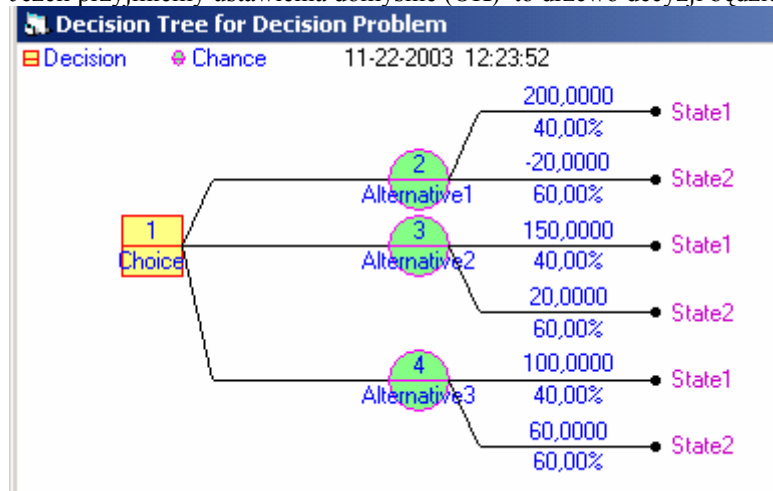 Decision Tree for Decision Problem
Decision Chance 11-22-2003 12:23:52
200,0000
State1
40,00%
2
-20,0000
State2
Alternative1
60,00%
1
3
150,0000
State1
Choice
Alternative2
40,00%
20,0000
State2
60,00%
4
100,0000
State1
Alternative3
40,00%
60,0000
State2
60,00%